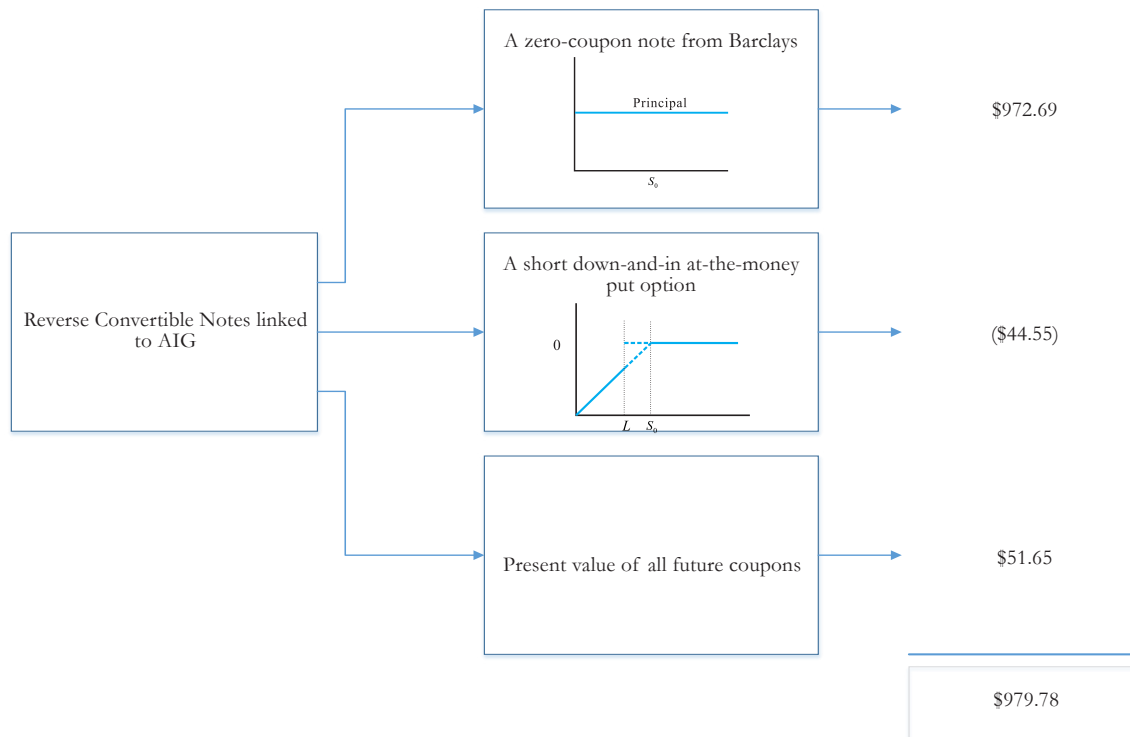 A zero-coupon note from Barclays
Principal
S₀
$972.69
Reverse Convertible Notes linked
to AIG
A short down-and-in at-the-money
put option
0
L S₀
($44.55)
Present value of all future coupons
$51.65
$979.78